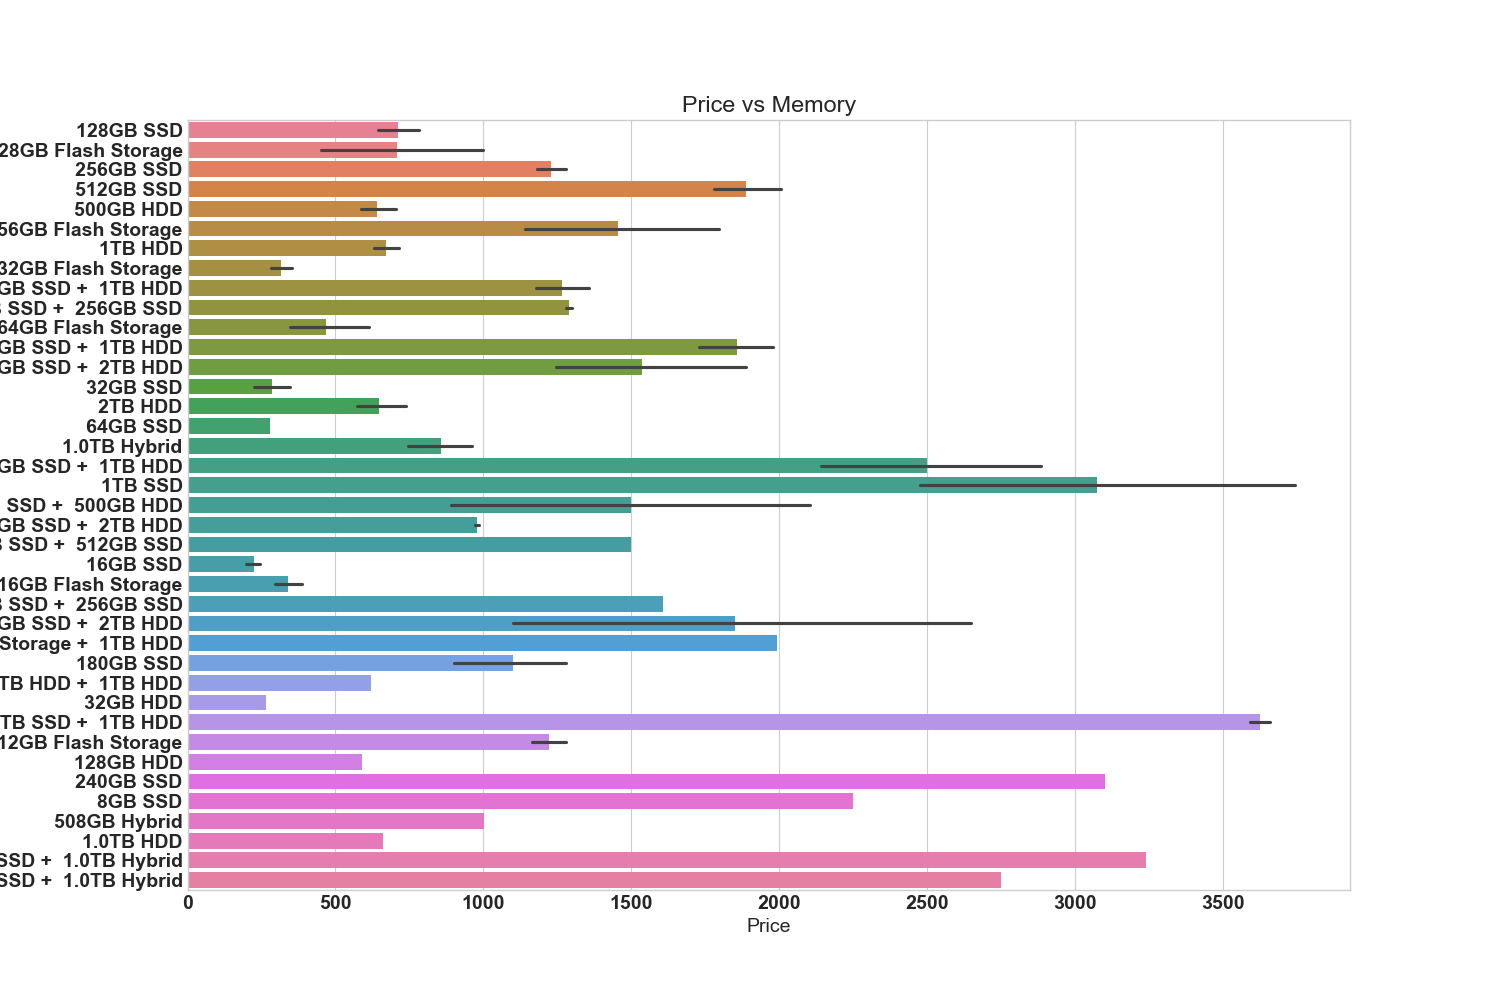 Price vs Memory
128GB SSD
28GB Flash Storage
256GB SSD
512GB SSD
500GB HDD
56GB Flash Storage
1TB HDD
32GB Flash Storage
GB SSD + 1TB HDD
SSD + 256GB SSD
64GB Flash Storage
GB SSD + 1TB HDD
GB SSD + 2TB HDD
32GB SSD
2TB HDD
64GB SSD
1.0TB Hybrid
GB SSD + 1TB HDD
1TB SSD
SSD + 500GB HDD
GB SSD + 2TB HDD
SSD + 512GB SSD
16GB SSD
16GB Flash Storage
SSD + 256GB SSD
GB SSD + 2TB HDD
Storage + 1TB HDD
180GB SSD
TB HDD + 1TB HDD
32GB HDD
TB SSD + 1TB HDD
12GB Flash Storage
128GB HDD
240GB SSD
8GB SSD
508GB Hybrid
1.0TB HDD
SSD + 1.0TB Hybrid
SSD + 1.0TB Hybrid
0 500 1000 1500 2000 2500 3000 3500
Price